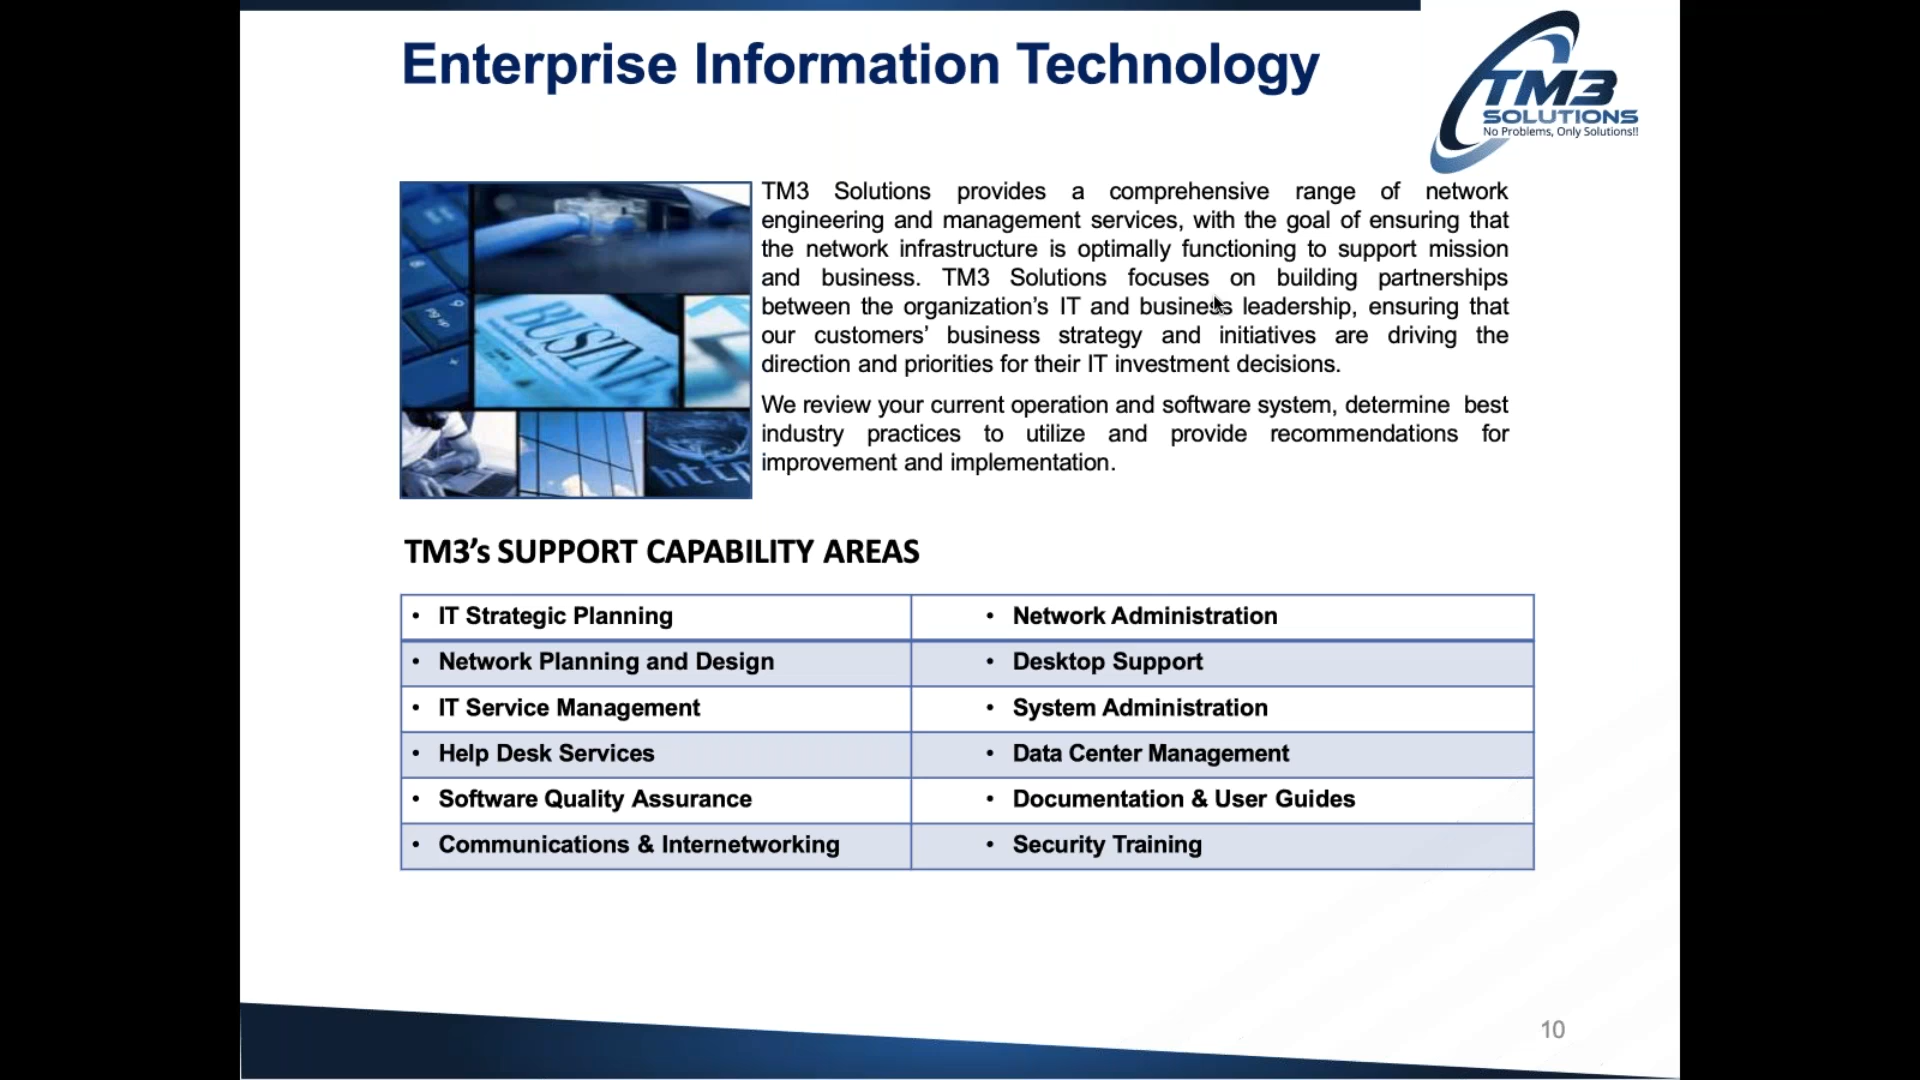 Enterprise Information Technology
TM3
SOLUTIONS
No Problems, Only Solutions!!
TM3 Solutions provides a comprehensive range of network
engineering and management services, with the goal of ensuring that
the network infrastructure is optimally functioning to support mission
and business. TM3 Solutions focuses on building partnerships
between the organization’s IT and business leadership, ensuring that
our customers’ business strategy and initiatives are driving the
direction and priorities for their IT investment decisions.
We review your current operation and software system, determine best
industry practices to utilize and provide recommendations for
improvement and implementation.
pg up
BUSIN
http
TM3’s SUPPORT CAPABILITY AREAS
• IT Strategic Planning
• Network Administration
• Network Planning and Design
• Desktop Support
• IT Service Management
• System Administration
• Help Desk Services
• Data Center Management
• Software Quality Assurance
• Documentation & User Guides
• Communications & Internetworking
• Security Training
10